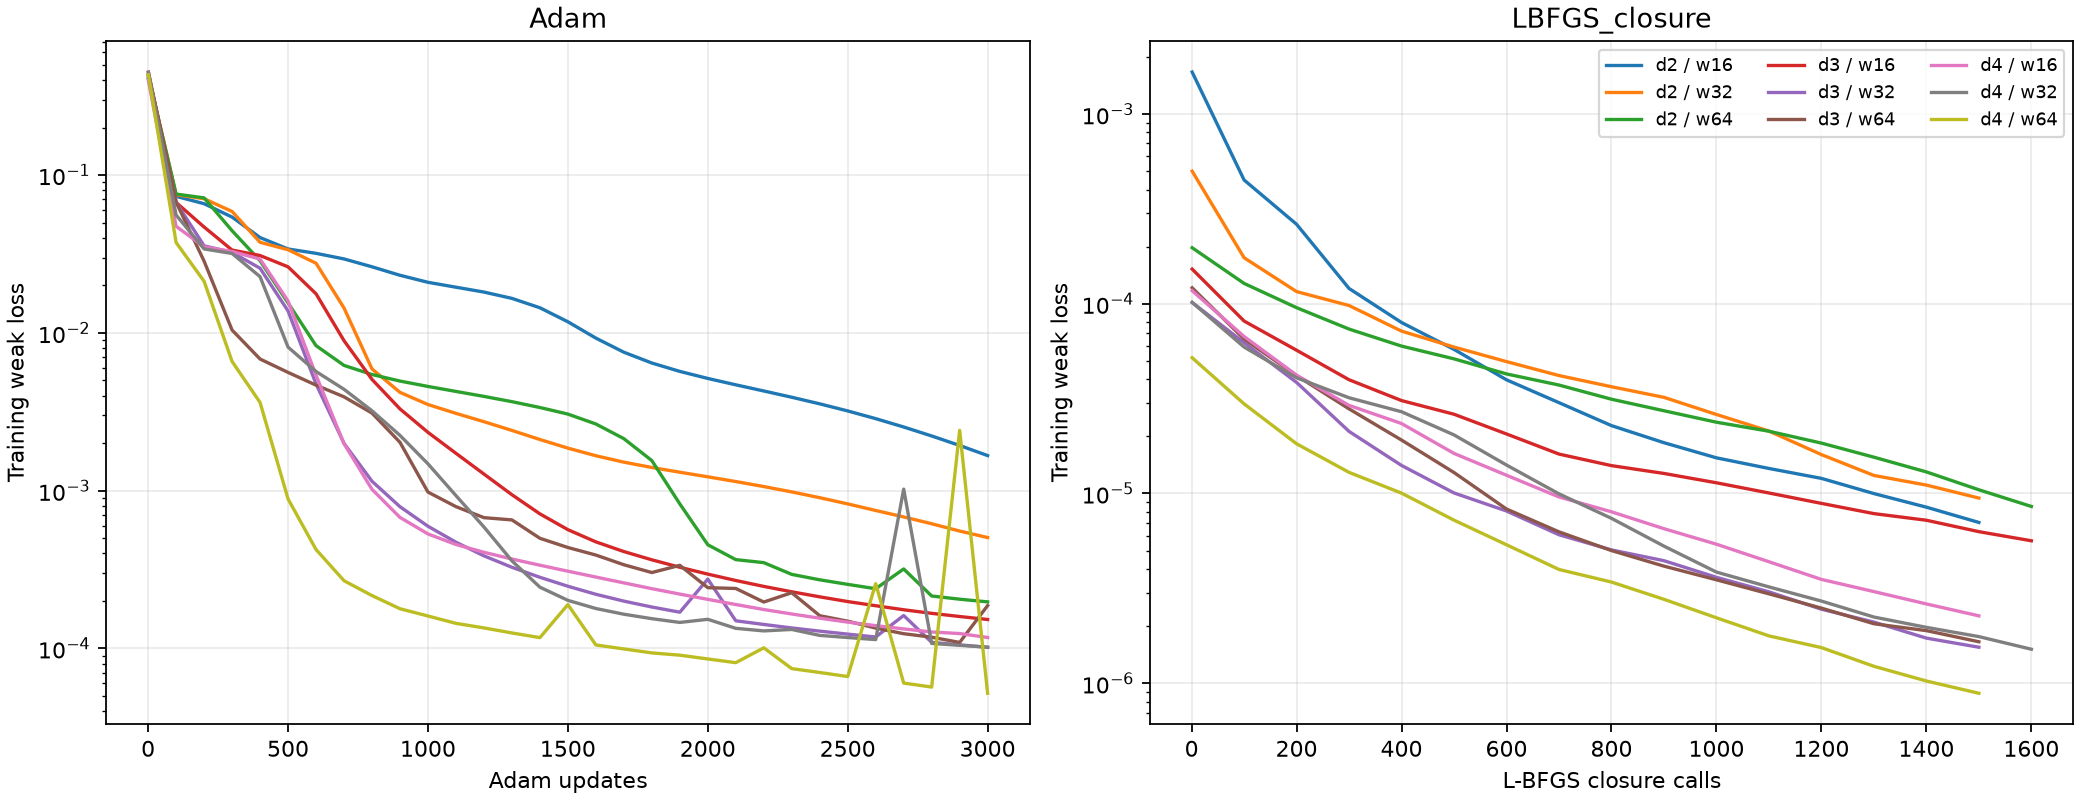 Adam
Training weak loss
10^-1
10^-2
10^-3
10^-4
0 500 1000 1500 2000 2500 3000
Adam updates
LBFGS_closure
Training weak loss
10^-3
10^-4
10^-5
10^-6
d2 / w16 d3 / w16 d4 / w16
d2 / w32 d3 / w32 d4 / w32
d2 / w64 d3 / w64 d4 / w64
0 200 400 600 800 1000 1200 1400 1600
L-BFGS closure calls